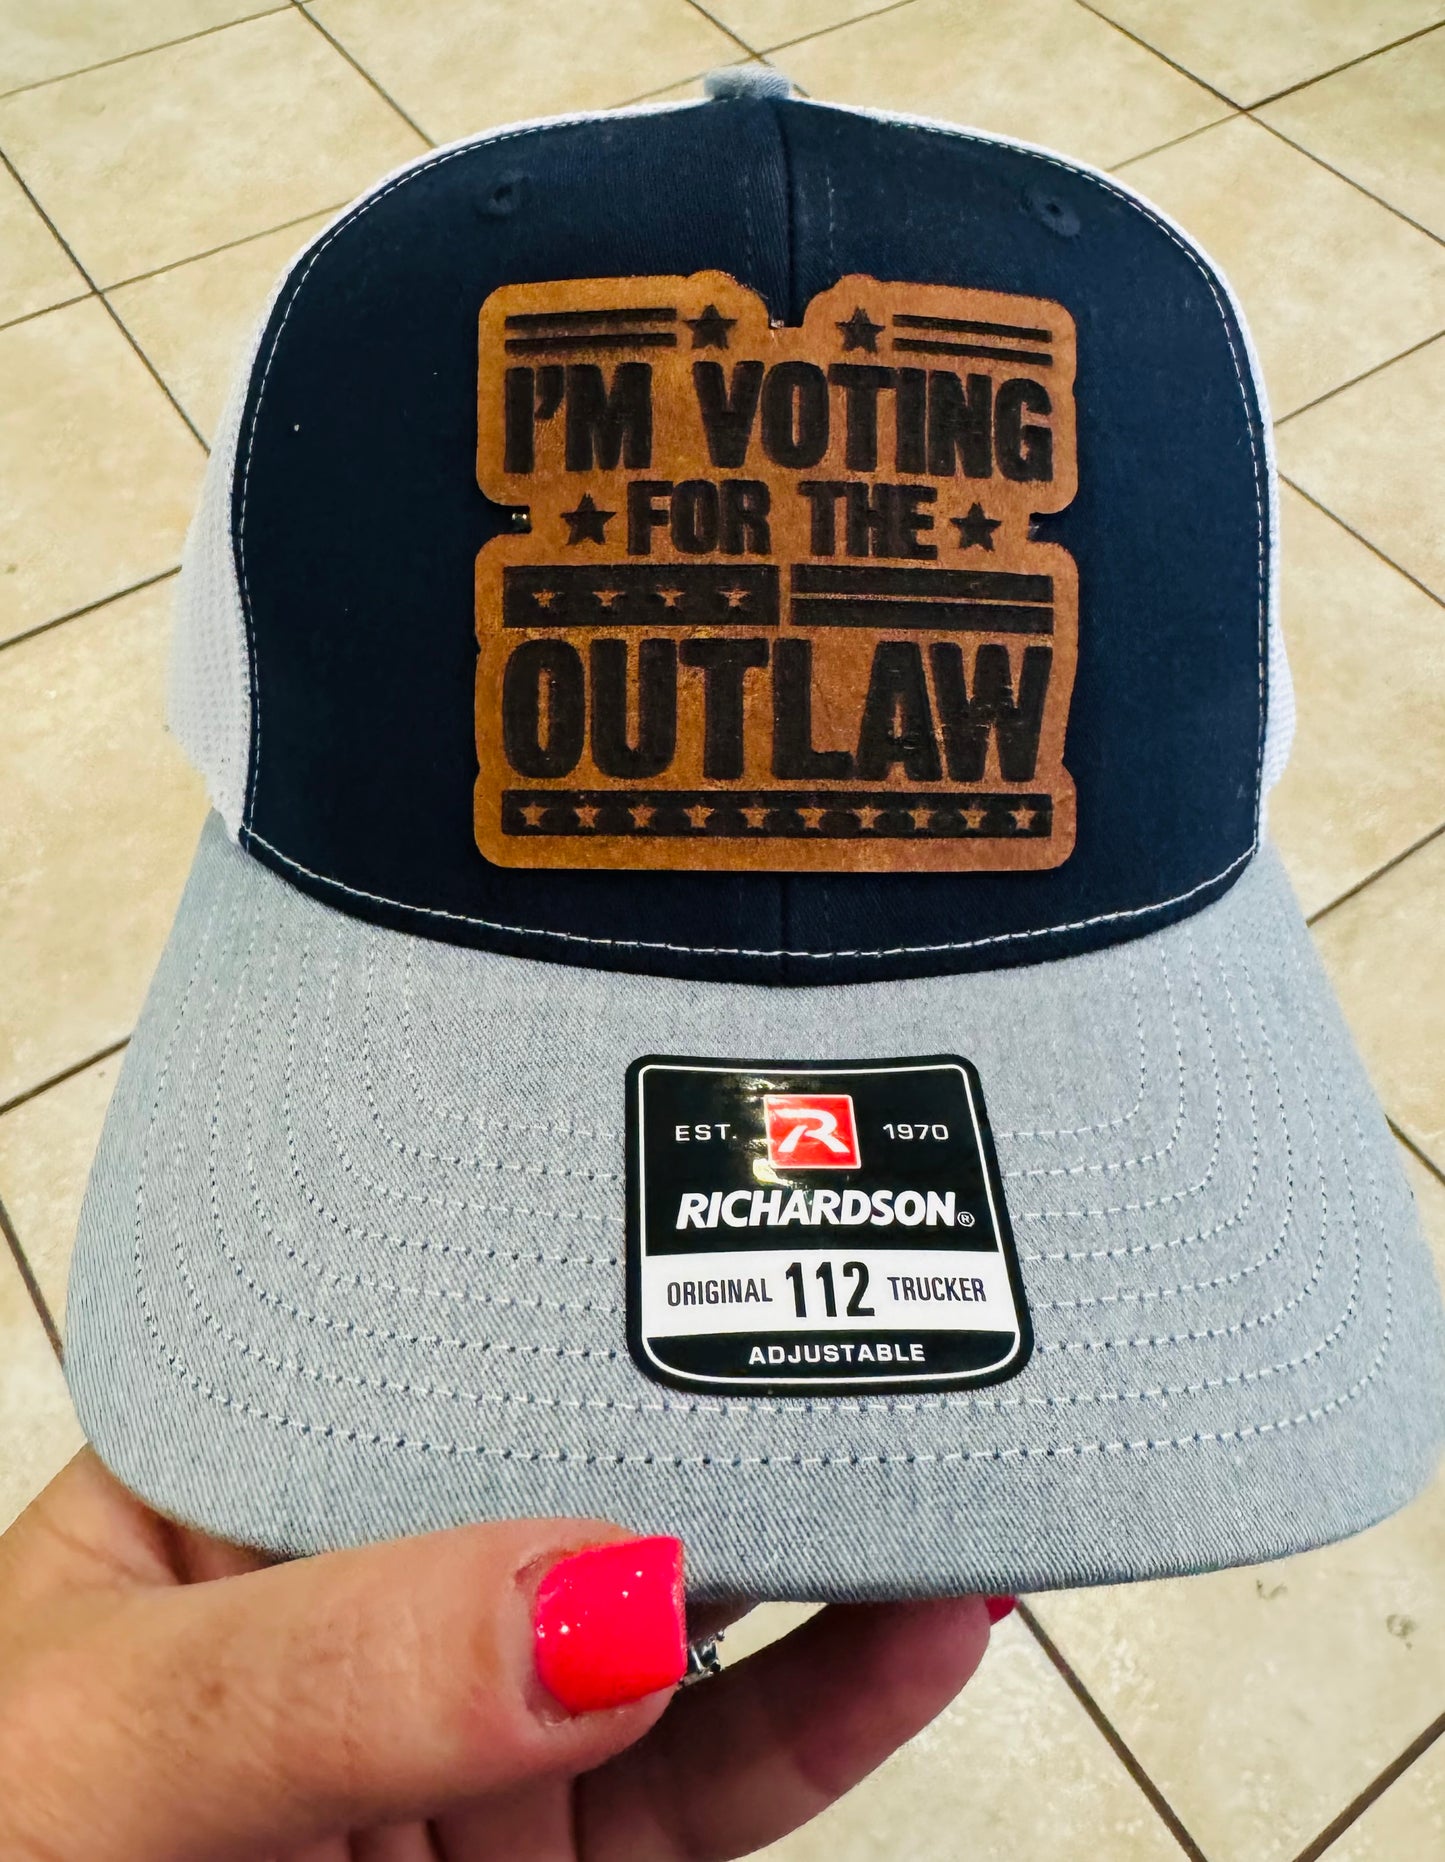 I'M VOTING
FOR THE
OUTLAW
EST. R 1970
RICHARDSON®
ORIGINAL 112 TRUCKER
ADJUSTABLE